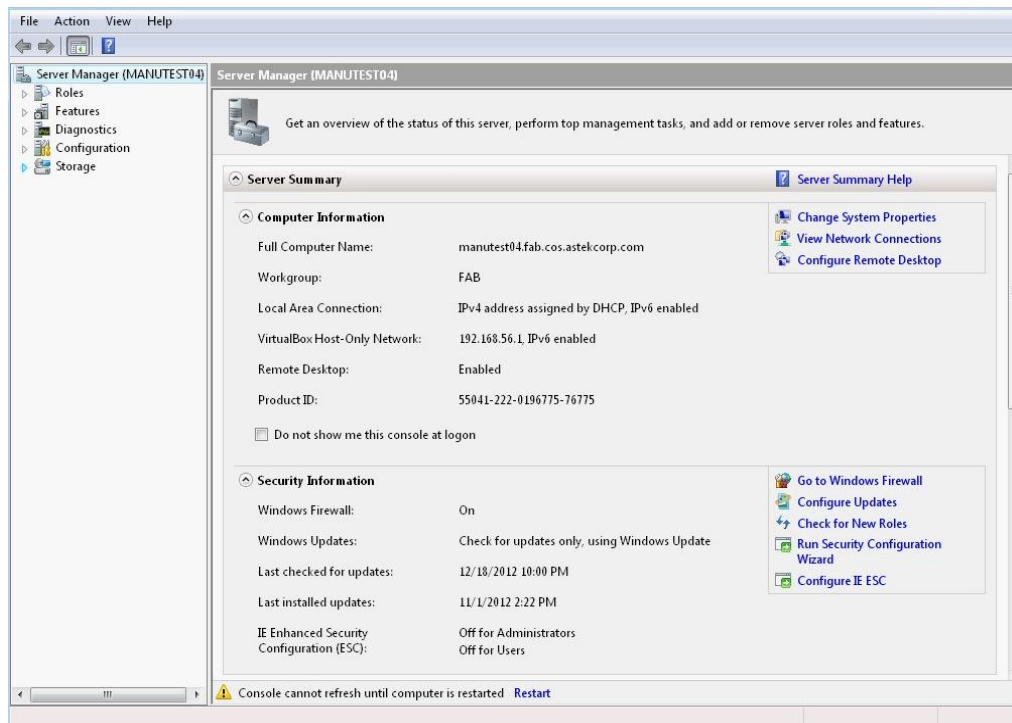 File Action View Help
Server Manager (MANUTEST04)
Roles
Features
Diagnostics
Configuration
Storage
Server Manager (MANUTEST04)
Get an overview of the status of this server, perform top management tasks, and add or remove server roles and features.
Server Summary
Server Summary Help
Computer Information
Full Computer Name: manutest04.fab.cos.astekcorp.com
Workgroup: FAB
Local Area Connection: IPv4 address assigned by DHCP, IPv6 enabled
VirtualBox Host-Only Network: 192.168.56.1, IPv6 enabled
Remote Desktop: Enabled
Product ID: 55041-222-0196775-76775
Do not show me this console at logon
Change System Properties
View Network Connections
Configure Remote Desktop
Security Information
Windows Firewall: On
Windows Updates: Check for updates only, using Windows Update
Last checked for updates: 12/18/2012 10:00 PM
Last installed updates: 11/1/2012 2:22 PM
IE Enhanced Security Off for Administrators
Configuration (ESC): Off for Users
Go to Windows Firewall
Configure Updates
Check for New Roles
Run Security Configuration
Wizard
Configure IE ESC
Console cannot refresh until computer is restarted Restart